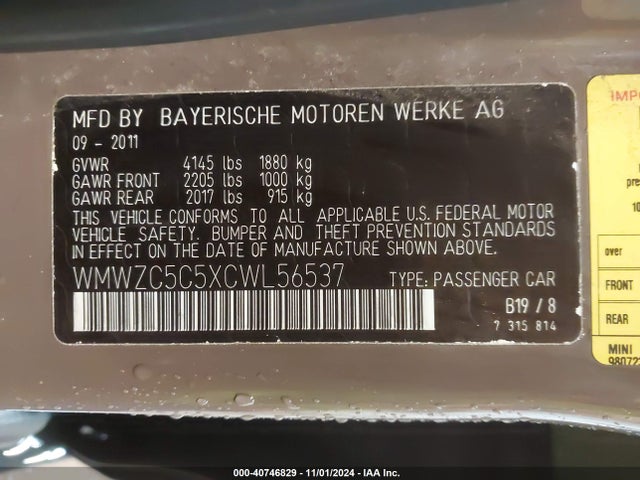 MFD BY BAYERISCHE MOTOREN WERKE AG
09 - 2011
GVWR 4145 lbs 1880 kg
GAWR FRONT 2205 lbs 1000 kg
GAWR REAR 2017 lbs 915 kg
THIS VEHICLE CONFORMS TO ALL APPLICABLE U.S. FEDERAL MOTOR
VEHICLE SAFETY, BUMPER AND THEFT PREVENTION STANDARDS
IN EFFECT ON THE DATE OF MANUFACTURE SHOWN ABOVE.
WMWZC5C5XCWL56537 TYPE: PASSENGER CAR
B19 / 8
7 315 814
over
FRONT
REAR
MINI
000-40746829 - 11/01/2024 - IAA Inc.